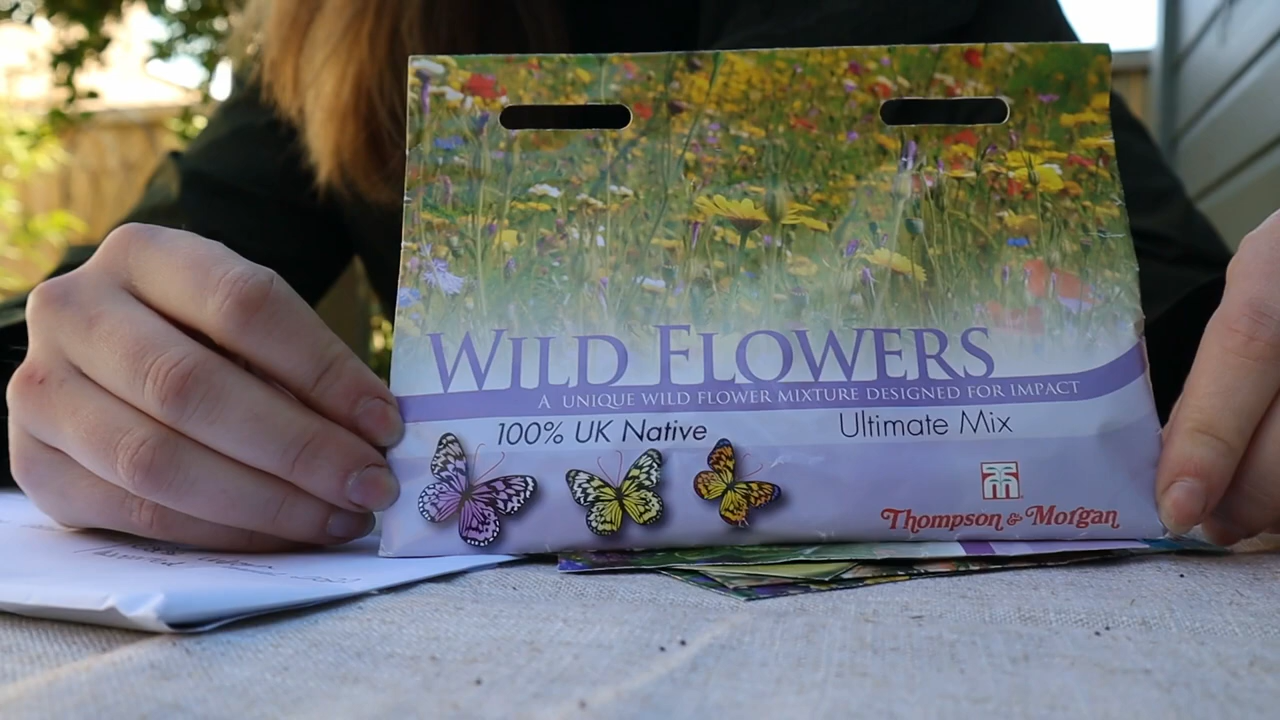 WILD FLOWERS
A UNIQUE WILD FLOWER MIXTURE DESIGNED FOR IMPACT
100% UK Native
Ultimate Mix
Thompson & Morgan